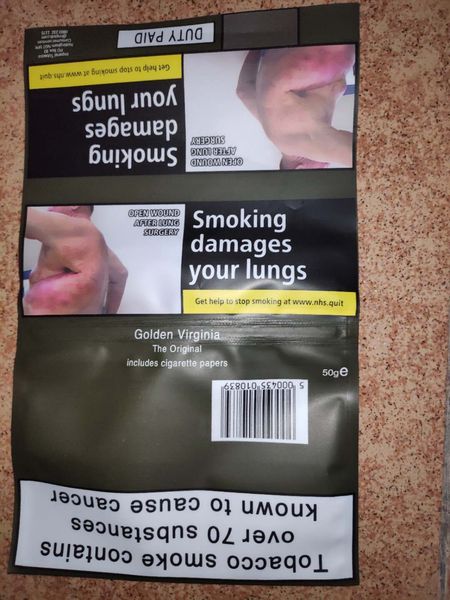 DUTY PAID
PO Box 90
Smoking
damages
your lungs
Get help to stop smoking at www.nhs.quit
OPEN WOUND
AFTER LUNG
SURGERY
OPEN WOUND
AFTER LUNG
SURGERY
Smoking
damages
your lungs
Get help to stop smoking at www.nhs.quit
Golden Virginia
The Original
includes cigarette papers
50g℮
5 000435 010839
Tobacco smoke contains
over 70 substances
known to cause cancer